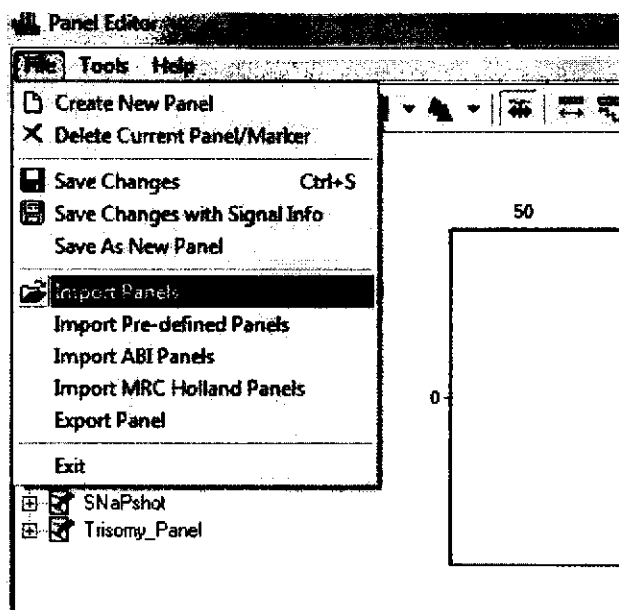 Panel Editor
File Tools Help
Create New Panel
Delete Current Panel/Marker
Save Changes Ctrl+S
Save Changes with Signal Info
Save As New Panel
Import Panels
Import Pre-defined Panels
Import ABI Panels
Import MRC Holland Panels
Export Panel
Exit
50
0
SNaPshot
Trisomy_Panel